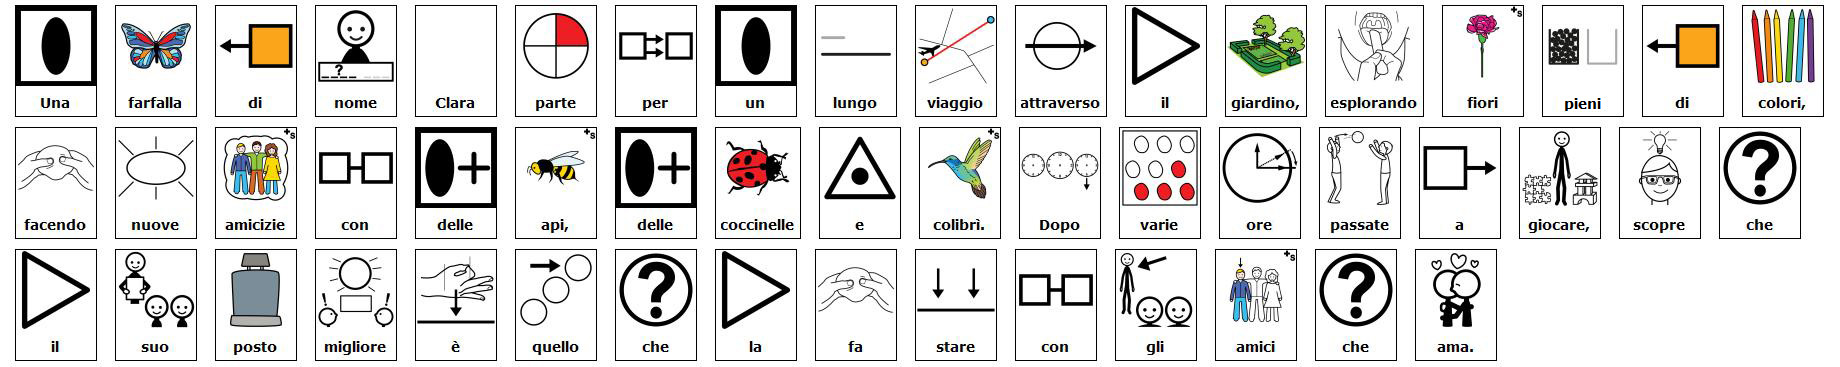 Una farfalla di nome Clara parte per un lungo viaggio attraverso il giardino, esplorando fiori pieni di colori,
facendo nuove amicizie con delle api, delle coccinelle e colibrì. Dopo varie ore passate a giocare, scopre che
il suo posto migliore è quello che la fa stare con gli amici che ama.